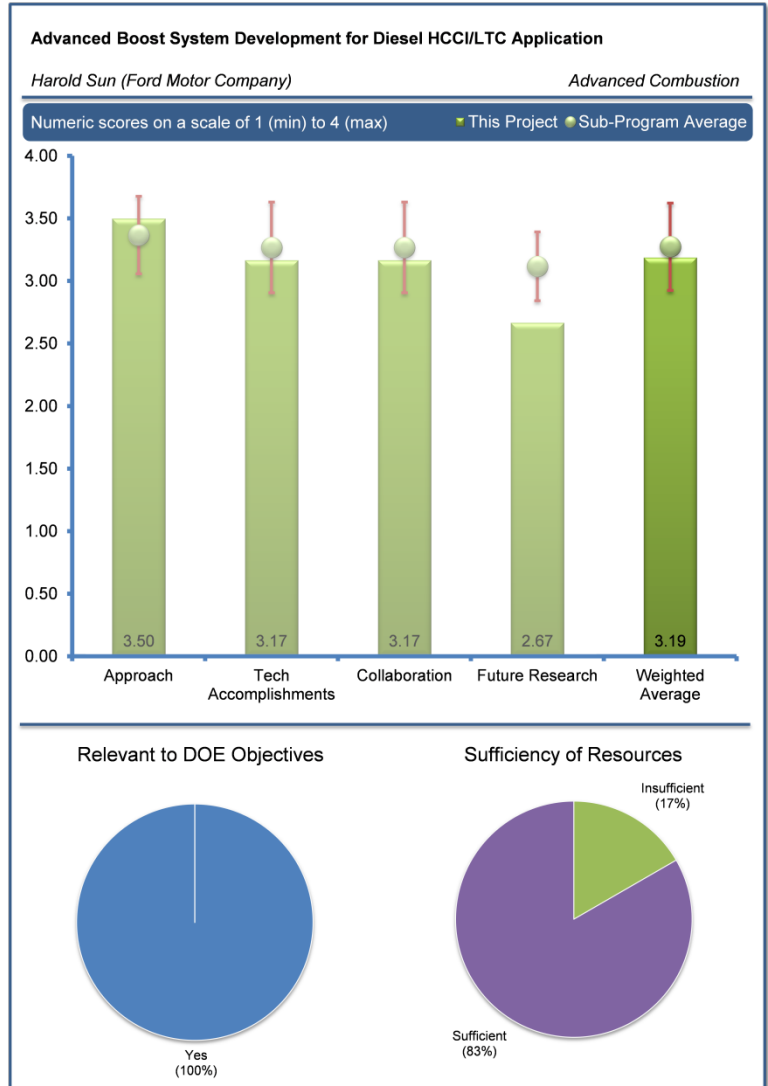 Advanced Boost System Development for Diesel HCCI/LTC Application
Harold Sun (Ford Motor Company) Advanced Combustion
Numeric scores on a scale of 1 (min) to 4 (max) This Project Sub-Program Average
4.00
3.50
3.00
2.50
2.00
1.50
1.00
0.50
0.00
3.50 3.17 3.17 2.67 3.19
Approach Tech Accomplishments Collaboration Future Research Weighted Average
Relevant to DOE Objectives
Yes
(100%)
Sufficiency of Resources
Insufficient
(17%)
Sufficient
(83%)